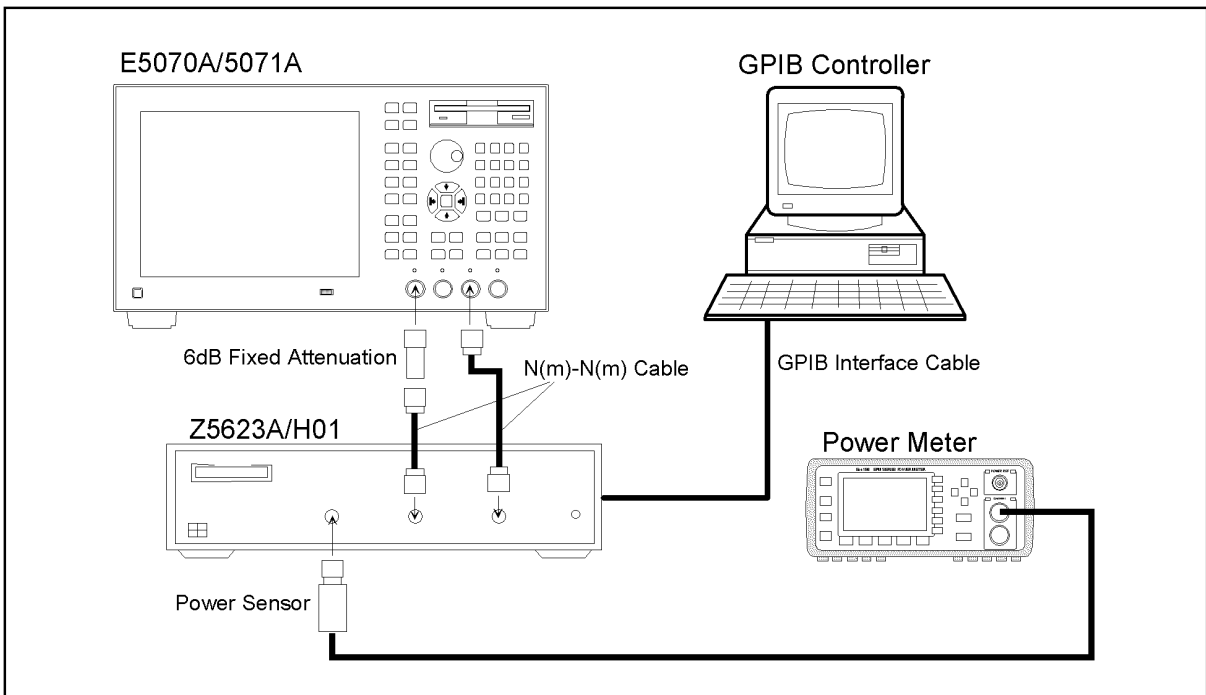 E5070A/5071A
GPIB Controller
6dB Fixed Attenuation
N(m)-N(m) Cable
GPIB Interface Cable
Z5623A/H01
Power Meter
Power Sensor